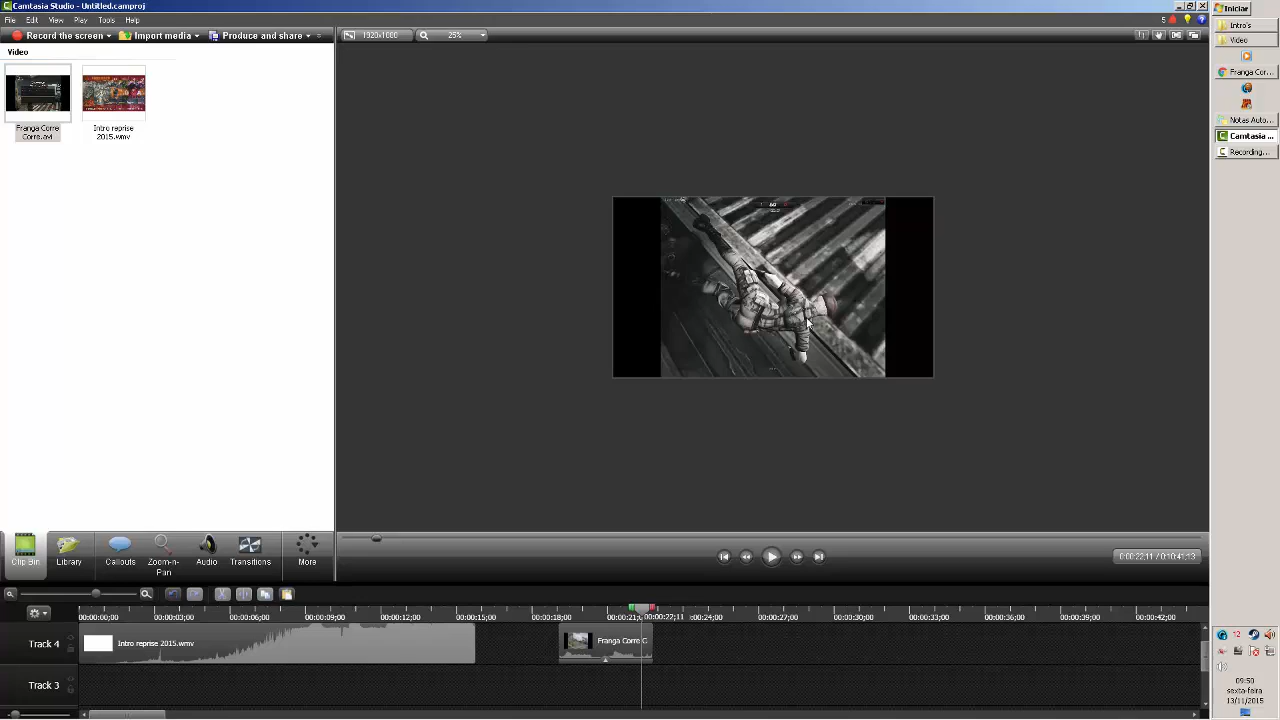 Camtasia Studio - Untitled.camproj
File Edit View Play Tools Help
5
Record the screen Import media Produce and share
1920x1080 25%
Video
Franga Corre Corre.avi
Intro reprise 2015.wmv
Clip Bin Library Callouts Zoom-n-Pan Audio Transitions More
0:00:22;11 / 0:10:41;13
00:00:00;00 00:00:03;00 00:00:06;00 00:00:09;00 00:00:12;00 00:00:15;00 00:00:18;00 00:00:21; 00:00:22;11 00:00:24;00 00:00:27;00 00:00:30;00 00:00:33;00 00:00:36;00 00:00:39;00 00:00:42;00
Track 4 Intro reprise 2015.wmv Franga Corre C
Track 3
Iniciar
Intro's
Video
Franga Cor...
Notas Auto...
Camtasia ...
Recording...
12
09:50
sexta-feira
13/11/2015